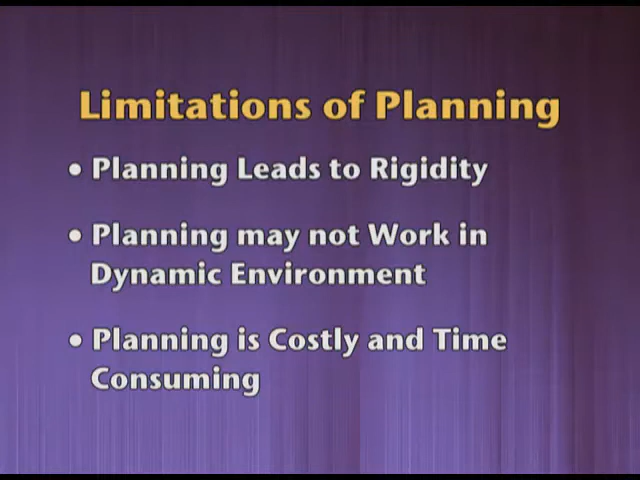 Limitations of Planning
• Planning Leads to Rigidity
• Planning may not Work in
Dynamic Environment
• Planning is Costly and Time
Consuming